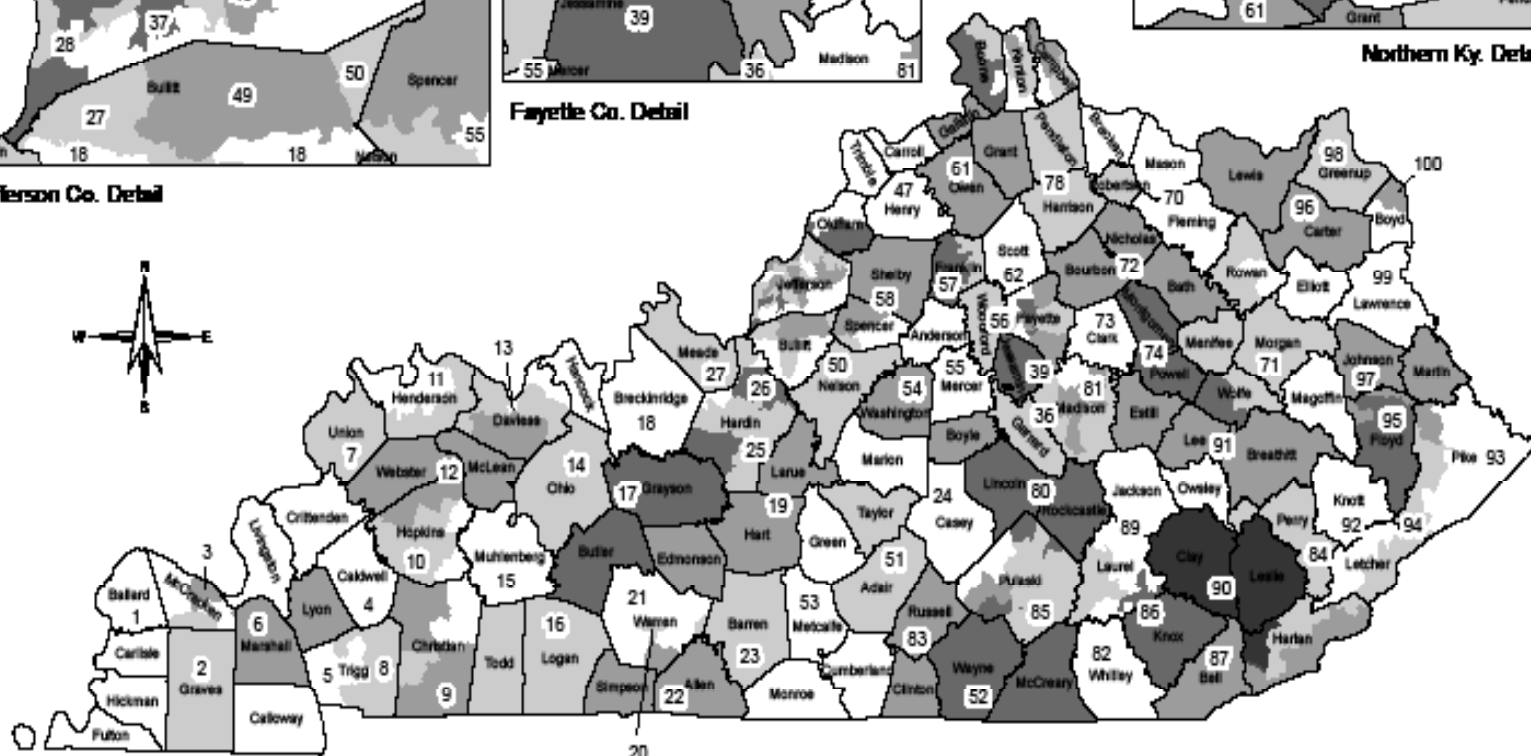 28
37
Bullitt
49
50
Spencer
27
18
18
55
Nelson
ferson Co. Detail
Jessamine
39
55
Mercer
36
Madison
81
Fayette Co. Detail
61
Grant
Northern Ky. Deta
N
W
E
S
Boone
Kenton
Campbell
Gallatin
Carroll
Trimble
Grant
Pendleton
Bracken
Mason
61
Owen
47
Henry
78
Harrison
Robertson
70
Fleming
Lewis
98
Greenup
100
96
Carter
Boyd
Oldham
Jefferson
Shelby
58
Franklin
57
Scott
62
Nicholas
Bourbon
72
Bath
Rowan
Elliott
99
Lawrence
Spencer
Bullitt
Anderson
Woodford
56
Fayette
73
Clark
Montgomery
74
Powell
Menifee
Morgan
71
Johnson
97
Martin
Magoffin
Wolfe
13
11
Henderson
Daviess
Hancock
Breckinridge
18
Meade
27
26
50
Nelson
54
Washington
55
Mercer
Jessamine
39
36
Garrard
81
Madison
Estill
Lee
91
Breathitt
95
Floyd
Pike
93
Union
7
Webster
12
McLean
14
Ohio
Hardin
25
Larue
Marion
Boyle
Lincoln
80
Rockcastle
Jackson
Owsley
Perry
Knott
92
94
Crittenden
Livingston
Hopkins
10
Muhlenberg
15
17
Grayson
Butler
Edmonson
19
Hart
Green
Taylor
24
Casey
89
Laurel
Clay
90
Leslie
84
Letcher
3
Ballard
1
McCracken
Caldwell
4
Lyon
6
Marshall
21
Warren
Barren
23
53
Metcalfe
51
Adair
Russell
83
Pulaski
85
86
Knox
Harlan
Carlisle
2
Graves
5
Trigg
8
Christian
9
Todd
16
Logan
Simpson
22
Allen
Monroe
Cumberland
Clinton
Wayne
52
McCreary
82
Whitley
87
Bell
Hickman
Fulton
Calloway
20